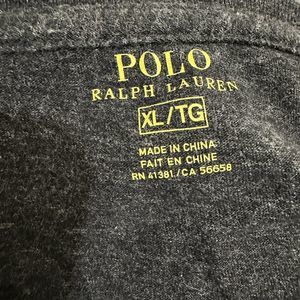 POLO
RALPH LAUREN
XL/TG
MADE IN CHINA
FAIT EN CHINE
RN 41381./CA 56658